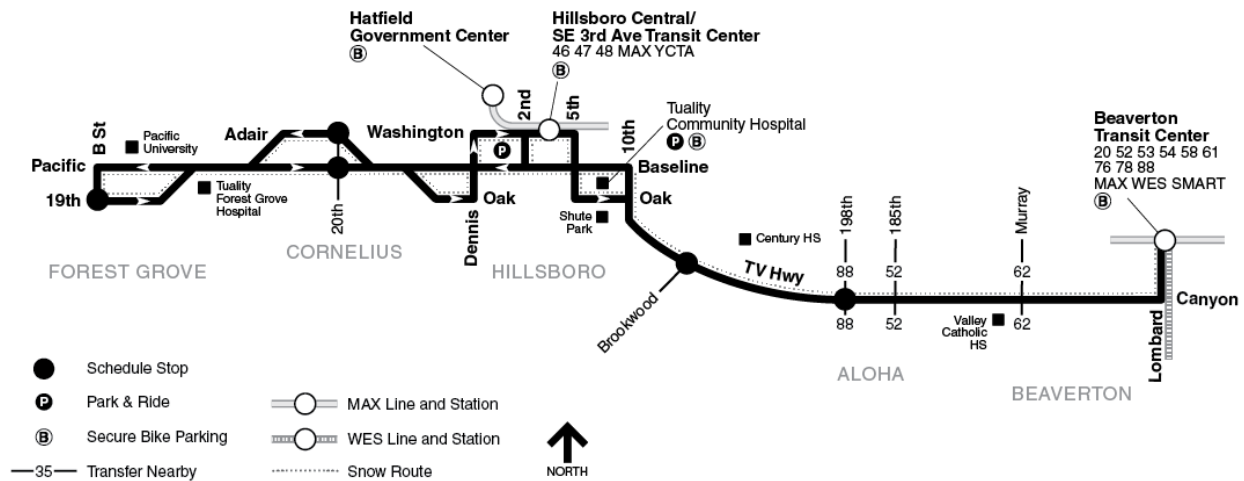 Hatfield
Government Center
B
Hillsboro Central/
SE 3rd Ave Transit Center
46 47 48 MAX YCTA
B
2nd
5th
10th
Tuality
Community Hospital
P B
Beaverton
Transit Center
20 52 53 54 58 61
76 78 88
MAX WES SMART
B
B St
Pacific
University
Adair
Washington
P
Pacific
Baseline
19th
Tuality
Forest Grove
Hospital
20th
Dennis
Oak
Shute
Park
Oak
198th
185th
Murray
Century HS
FOREST GROVE
CORNELIUS
HILLSBORO
TV Hwy
88
52
62
Canyon
Brookwood
88
52
Valley
Catholic
HS
62
Lombard
ALOHA
BEAVERTON
Schedule Stop
P Park & Ride
B Secure Bike Parking
35 Transfer Nearby
MAX Line and Station
WES Line and Station
Snow Route
NORTH